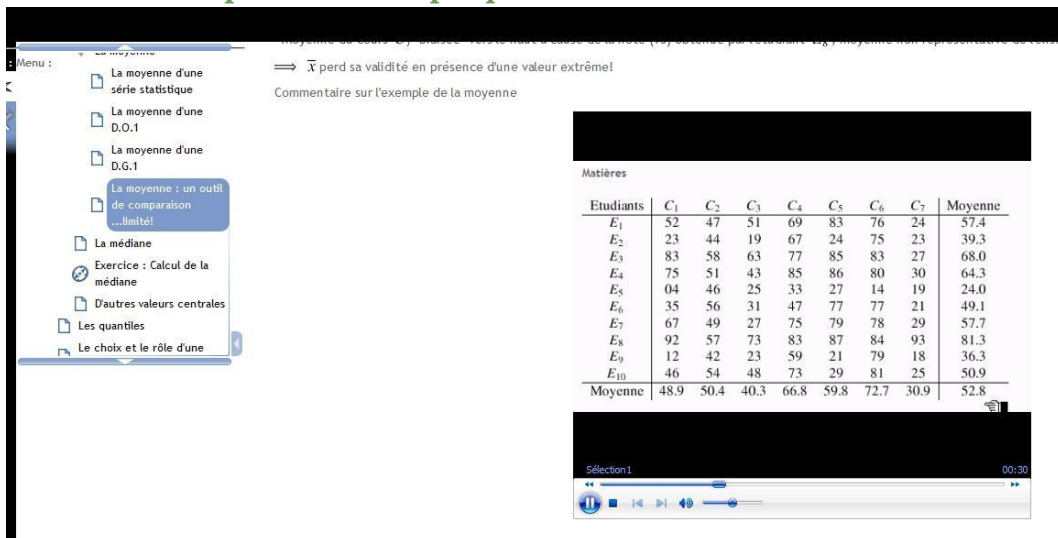 : Menu :
La moyenne
La moyenne d'une
série statistique
La moyenne d'une
D.O.1
La moyenne d'une
D.G.1
La moyenne : un outil
de comparaison
...limité!
La médiane
Exercice : Calcul de la
médiane
D'autres valeurs centrales
Les quantiles
Le choix et le rôle d'une
⟹ x̄ perd sa validité en présence d'une valeur extrême!
Commentaire sur l'exemple de la moyenne
Matières
Etudiants C1 C2 C3 C4 C5 C6 C7 Moyenne
E1 52 47 51 69 83 76 24 57.4
E2 23 44 19 67 24 75 23 39.3
E3 83 58 63 77 85 83 27 68.0
E4 75 51 43 85 86 80 30 64.3
E5 04 46 25 33 27 14 19 24.0
E6 35 56 31 47 77 77 21 49.1
E7 67 49 27 75 79 78 29 57.7
E8 92 57 73 83 87 84 93 81.3
E9 12 42 23 59 21 79 18 36.3
E10 46 54 48 73 29 81 25 50.9
Moyenne 48.9 50.4 40.3 66.8 59.8 72.7 30.9 52.8
Sélection1 00:30